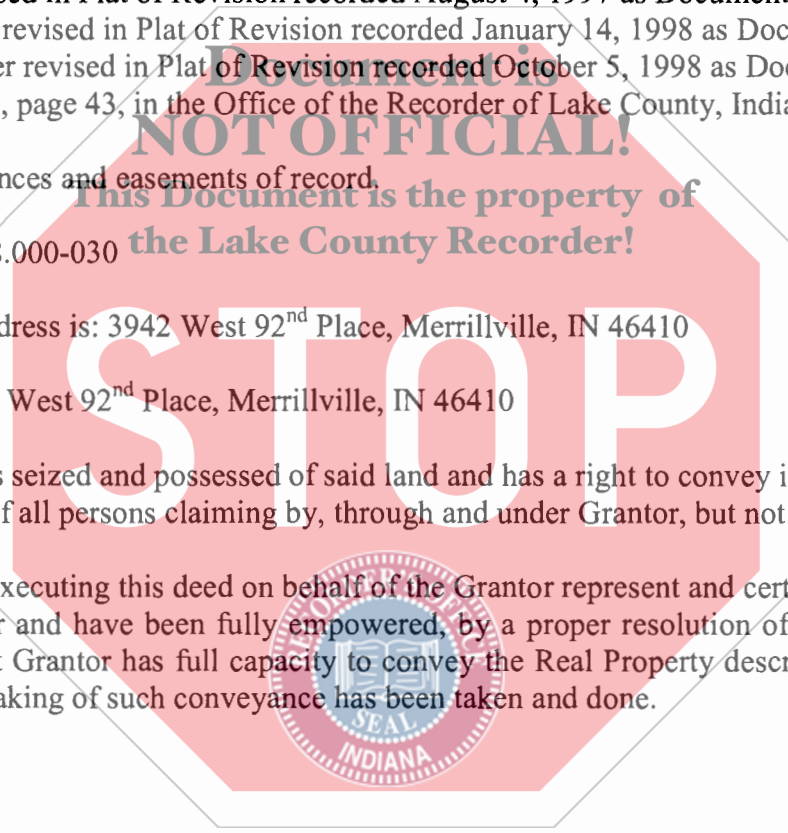 sed in Plat of Revision recorded August 4, 1997 as Document
revised in Plat of Revision recorded January 14, 1998 as Doc
er revised in Plat of Revision recorded October 5, 1998 as Doc
Document is
, page 43, in the Office of the Recorder of Lake County, India
NOT OFFICIAL!
nces and easements of record.
This Document is the property of
the Lake County Recorder!
.000-030
dress is: 3942 West 92nd Place, Merrillville, IN 46410
STOP
West 92nd Place, Merrillville, IN 46410
s seized and possessed of said land and has a right to convey i
f all persons claiming by, through and under Grantor, but not
xecuting this deed on behalf of the Grantor represent and cert
r and have been fully empowered, by a proper resolution of
t Grantor has full capacity to convey the Real Property descr
aking of such conveyance has been taken and done.
RECORDER'S OFFICE
SEAL
INDIANA